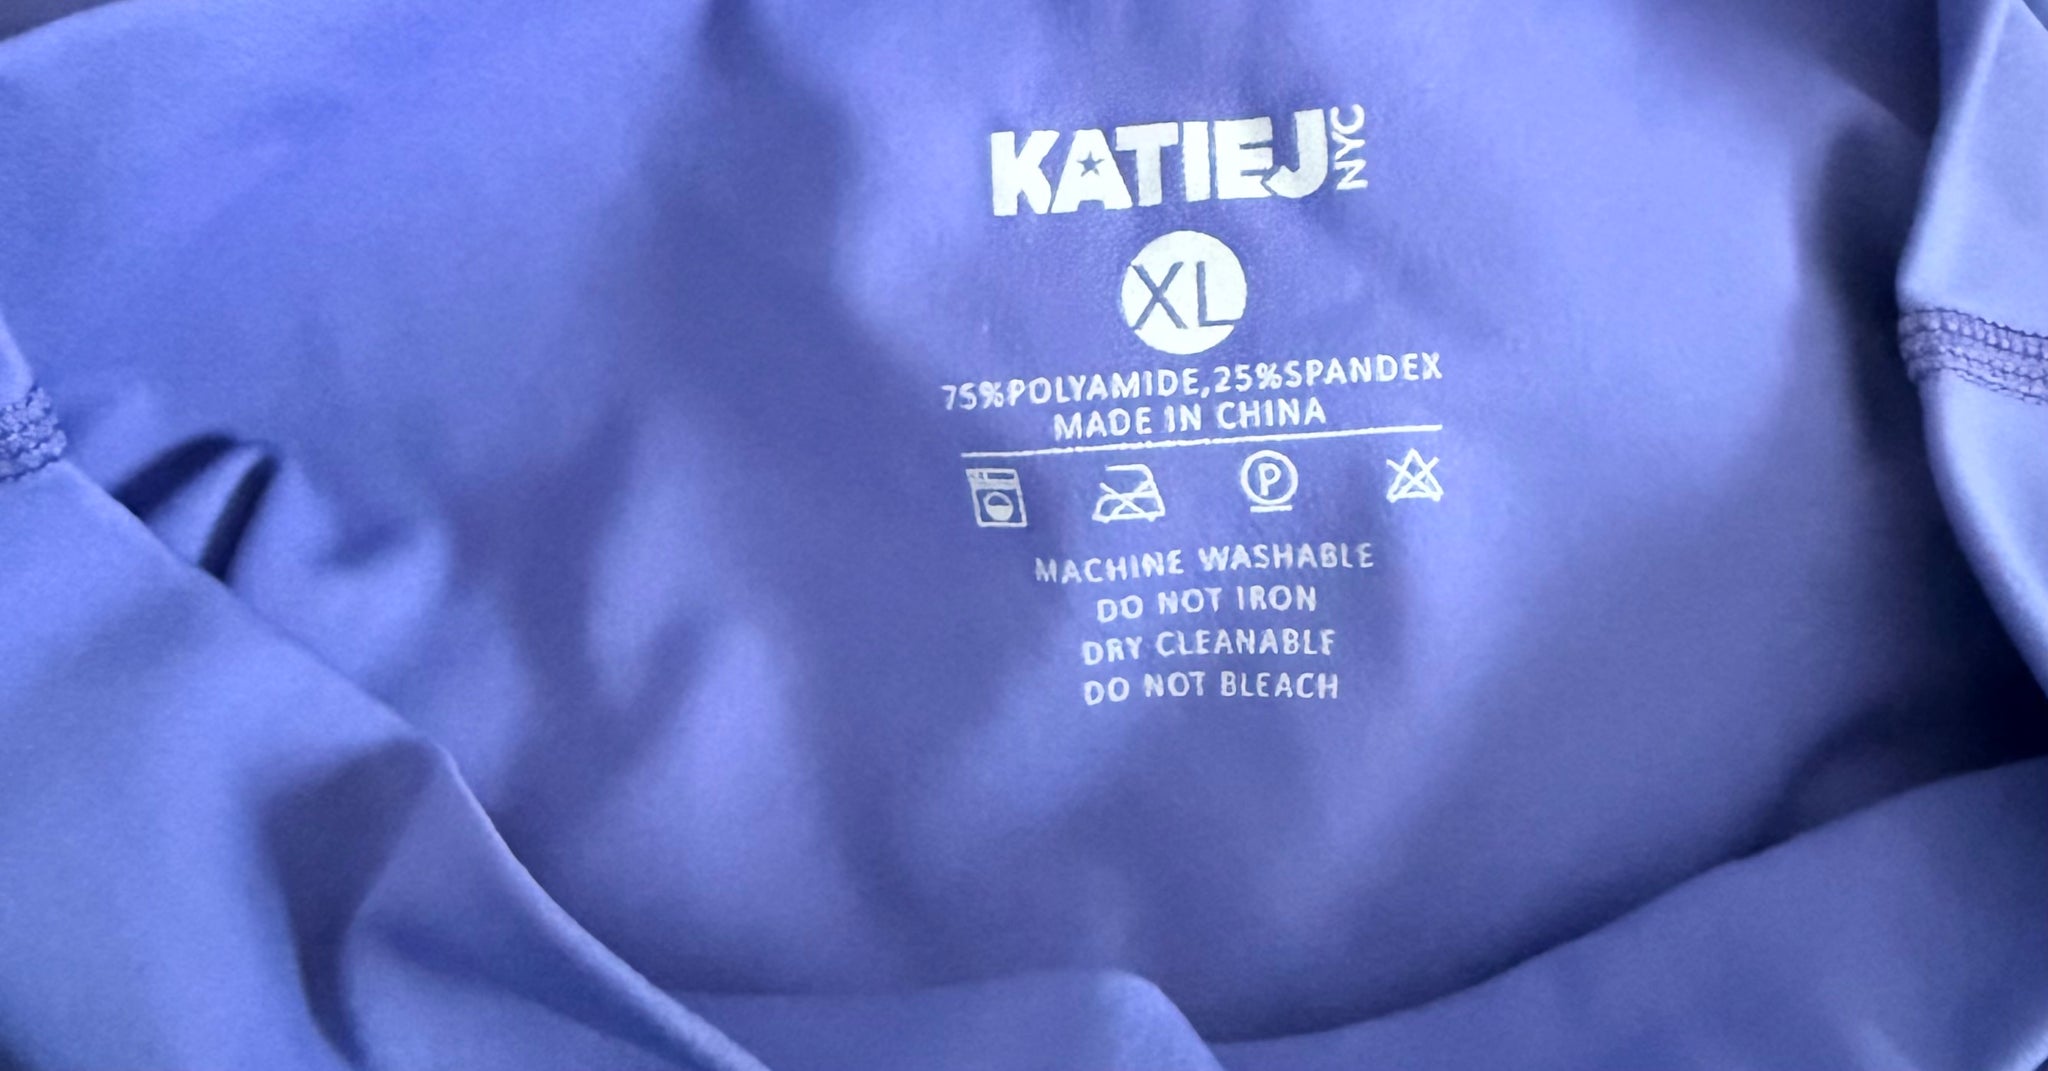 KATIEJ NYC
XL
75%POLYAMIDE,25%SPANDEX
MADE IN CHINA
P
MACHINE WASHABLE
DO NOT IRON
DRY CLEANABLE
DO NOT BLEACH